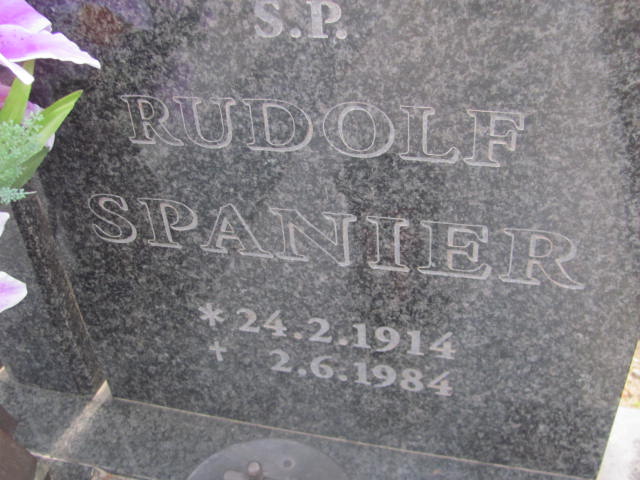 S.P.
RUDOLF
SPANIER
* 24.2.1914
† 2.6.1984